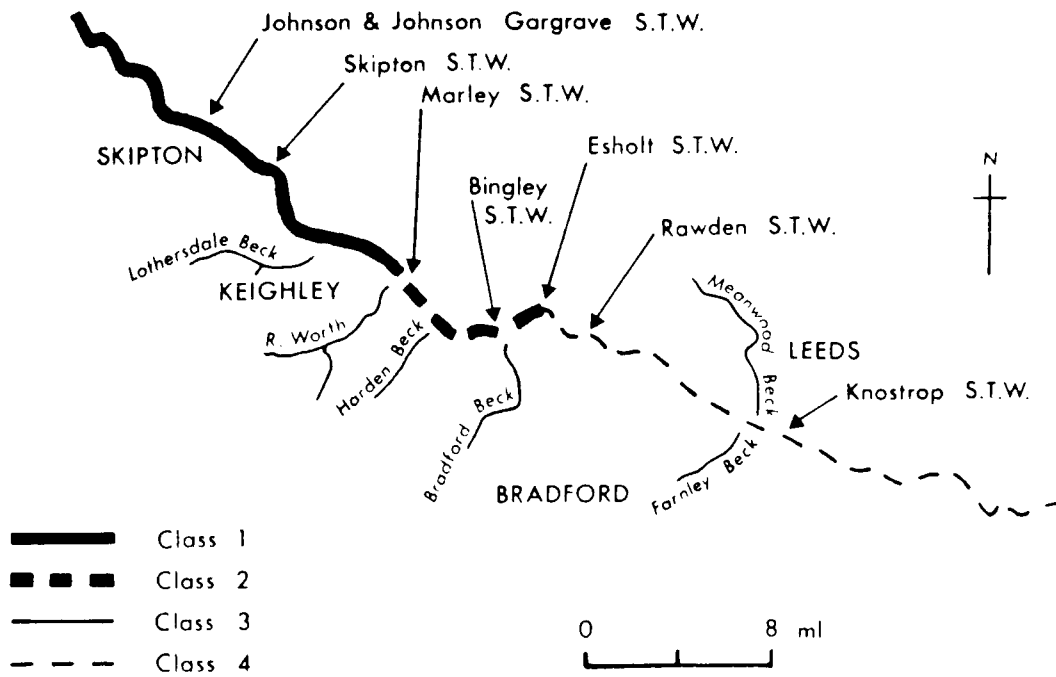 Johnson & Johnson Gargrave S.T.W.
Skipton S.T.W.
Marley S.T.W.
Esholt S.T.W.
SKIPTON
Bingley
S.T.W.
N
Rawden S.T.W.
Lothersdale Beck
KEIGHLEY
Meanwood Beck
R. Worth
LEEDS
Harden Beck
Knostrop S.T.W.
Bradford Beck
Farnley Beck
BRADFORD
Class 1
Class 2
Class 3
Class 4
0 8 ml